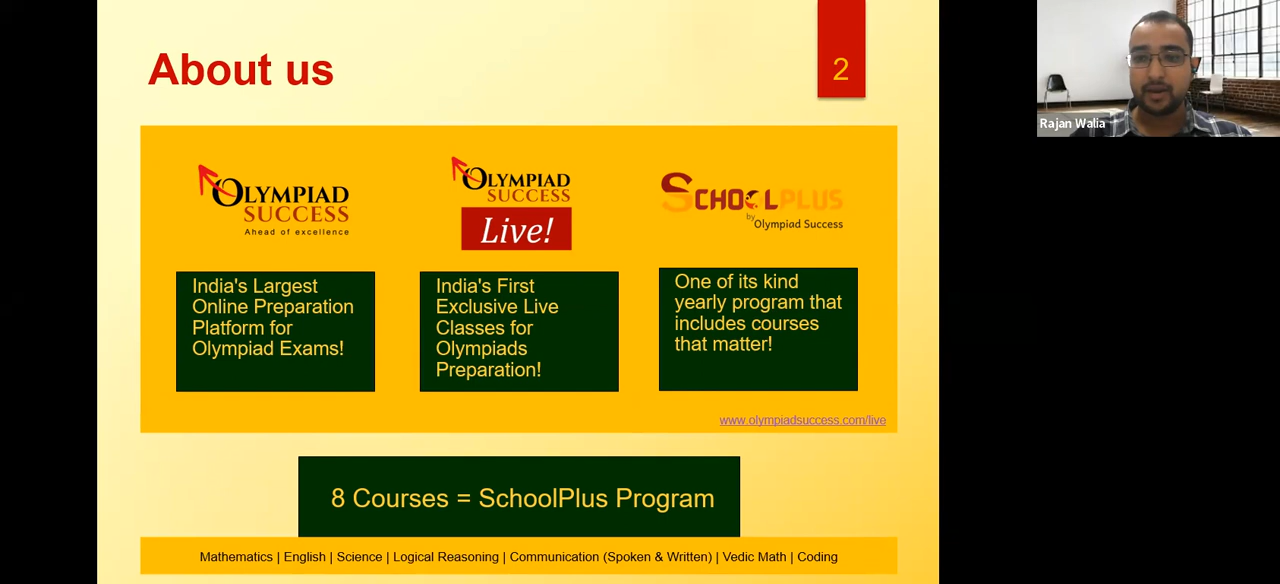 About us
2
Rajan Walia
OLYMPIAD
SUCCESS
Ahead of excellence
OLYMPIAD
SUCCESS
Live!
SCHOOLPLUS
by Olympiad Success
India's Largest
Online Preparation
Platform for
Olympiad Exams!
India's First
Exclusive Live
Classes for
Olympiads
Preparation!
One of its kind
yearly program that
includes courses
that matter!
www.olympiadsuccess.com/live
8 Courses = SchoolPlus Program
Mathematics | English | Science | Logical Reasoning | Communication (Spoken & Written) | Vedic Math | Coding